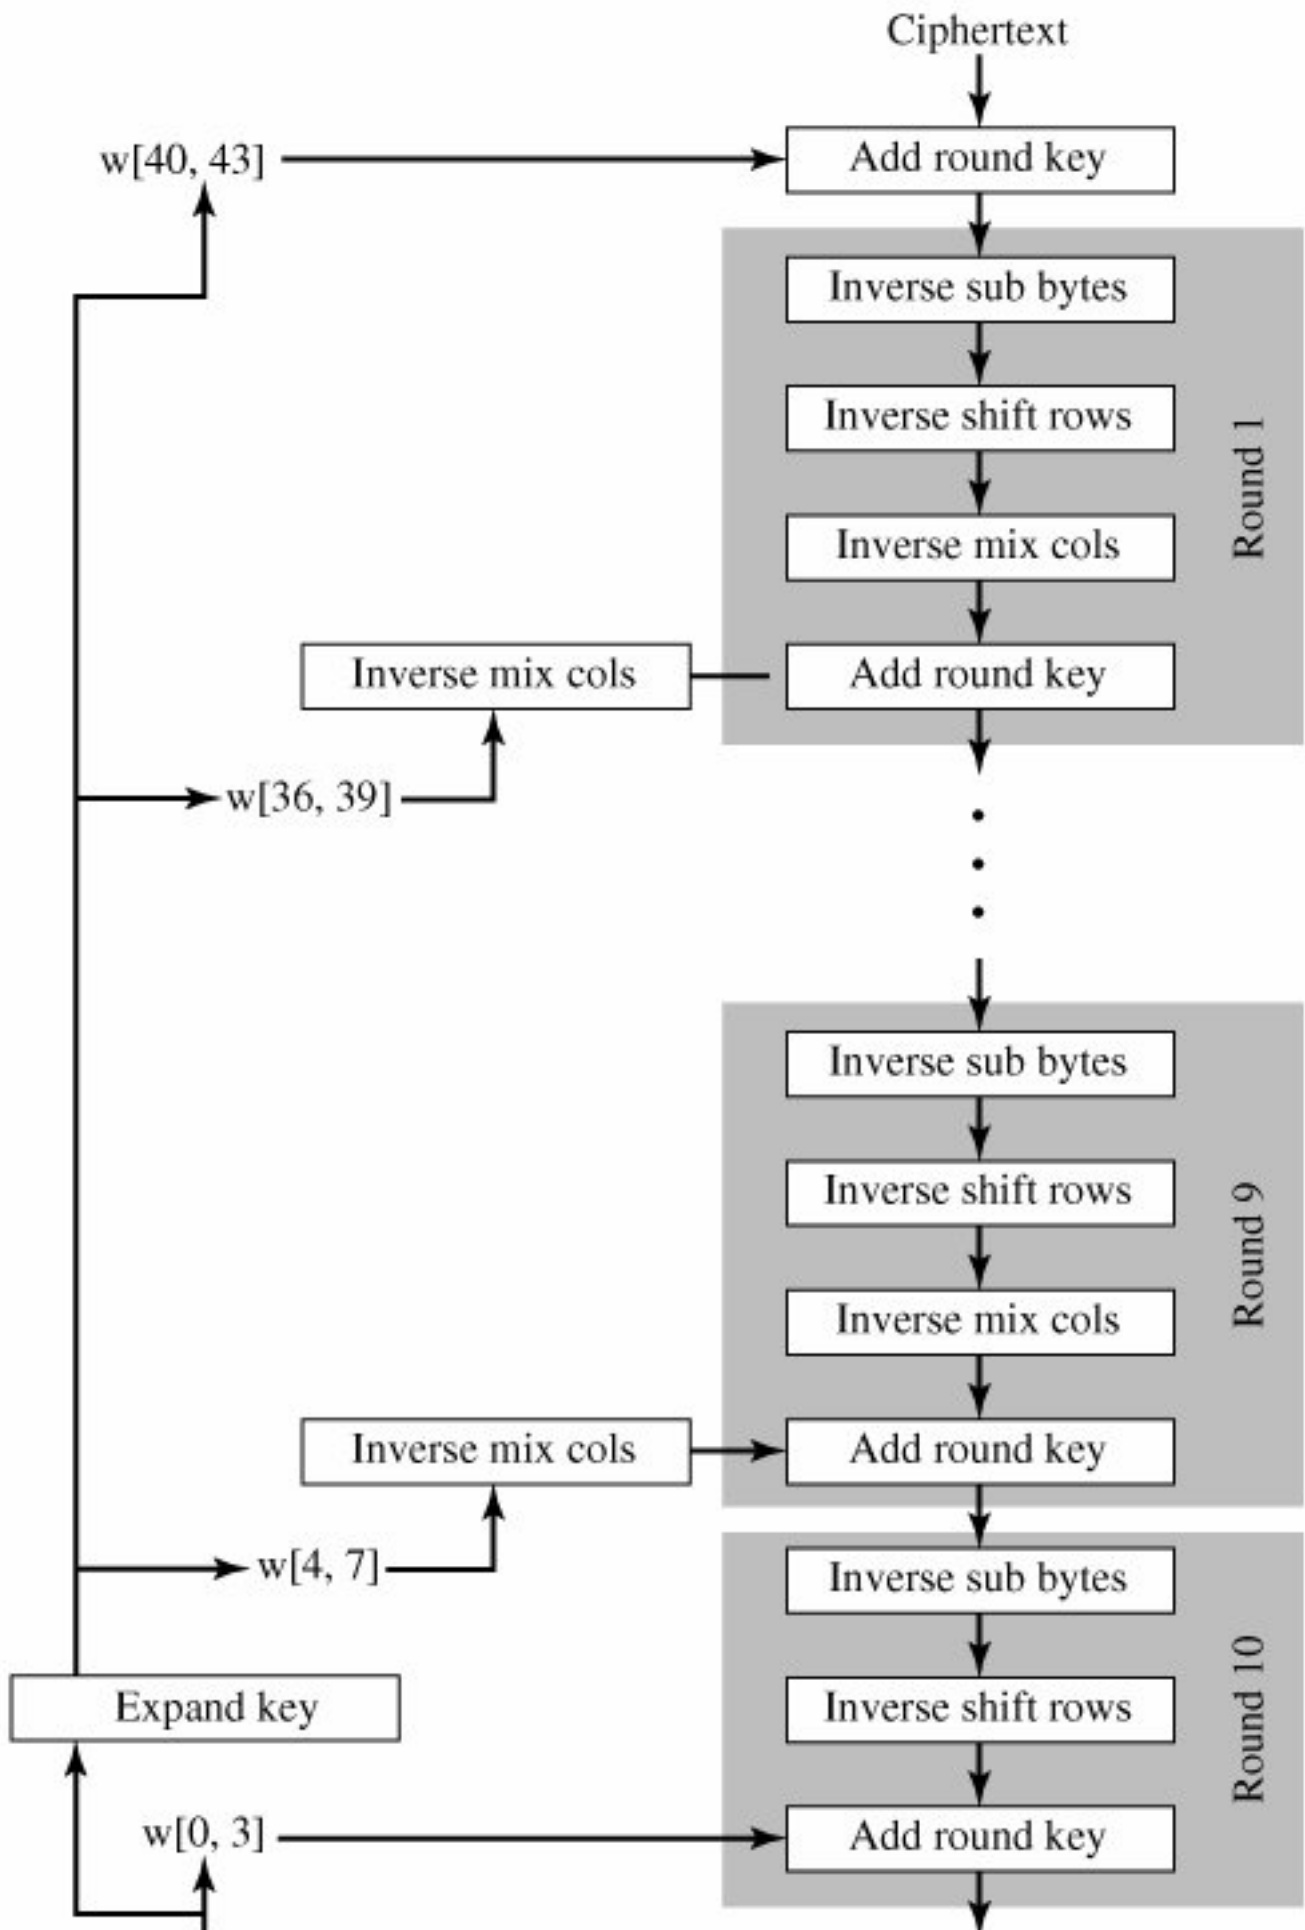 Ciphertext
w[40, 43]
Add round key
Inverse sub bytes
Inverse shift rows
Inverse mix cols
Round 1
Inverse mix cols
Add round key
w[36, 39]
Inverse sub bytes
Inverse shift rows
Inverse mix cols
Round 9
Inverse mix cols
Add round key
w[4, 7]
Inverse sub bytes
Expand key
Inverse shift rows
Round 10
w[0, 3]
Add round key